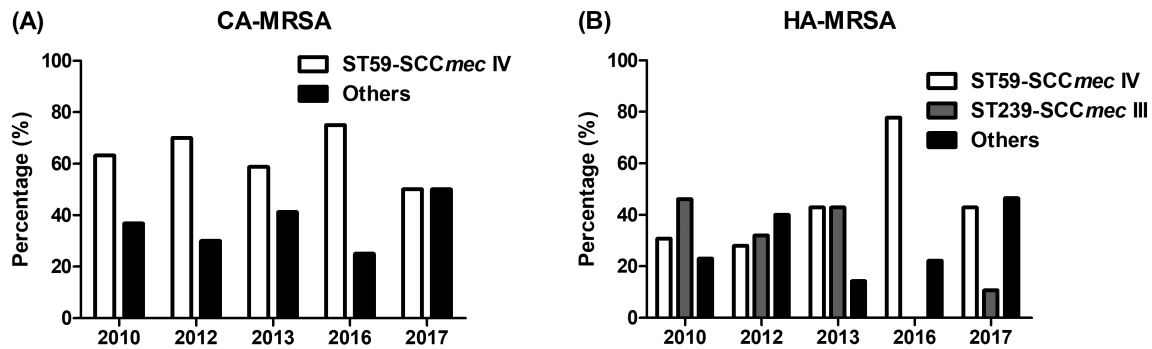 (A) CA-MRSA
ST59-SCCmec IV
Others
Percentage (%)
100
80
60
40
20
0
2010 2012 2013 2016 2017
(B) HA-MRSA
ST59-SCCmec IV
ST239-SCCmec III
Others
Percentage (%)
100
80
60
40
20
0
2010 2012 2013 2016 2017